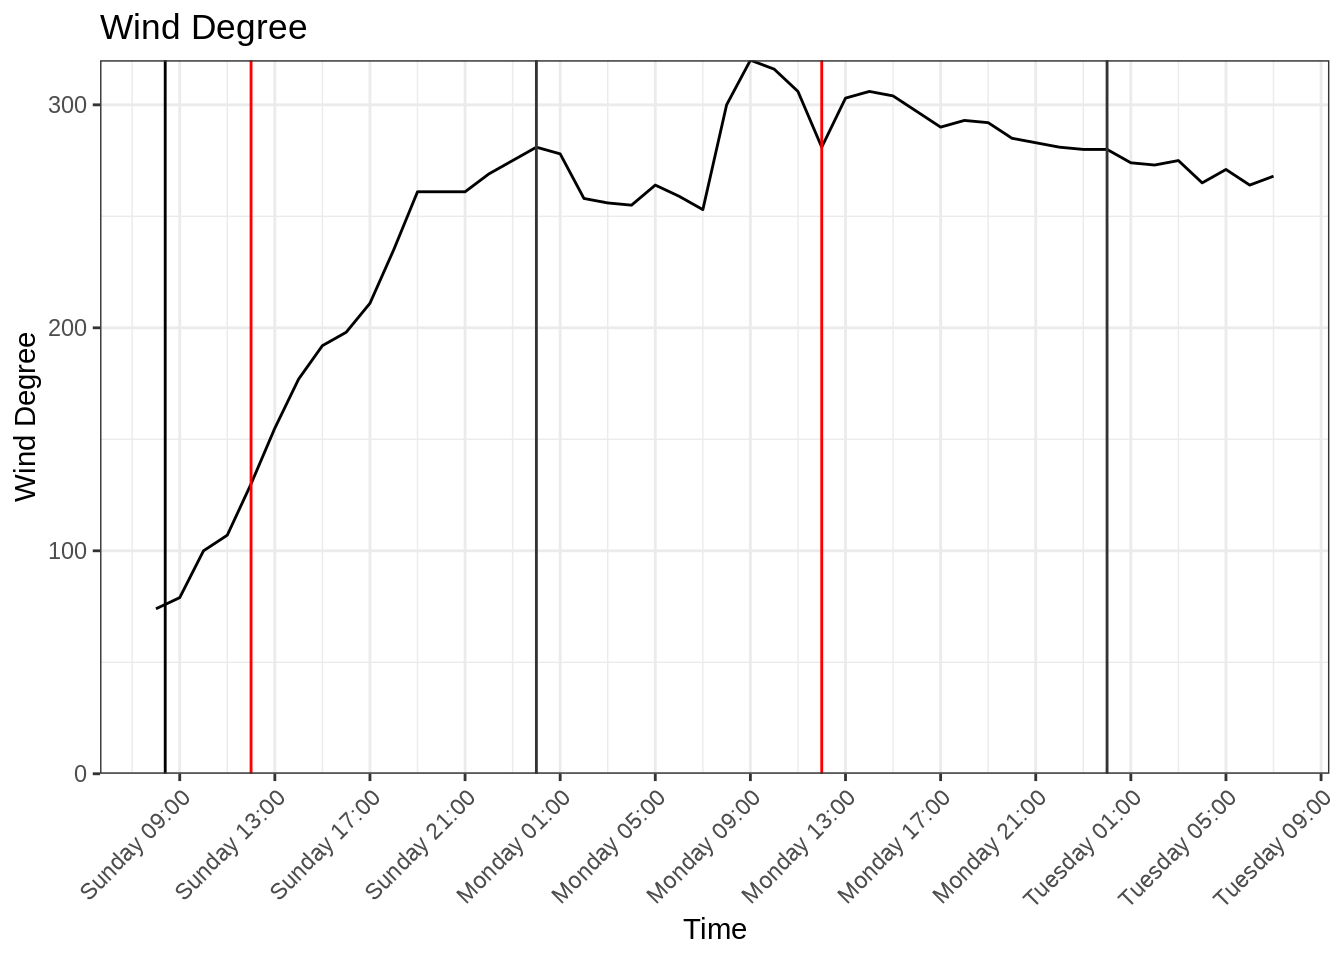 Wind Degree
Wind Degree
300
200
100
0
Sunday 09:00
Sunday 13:00
Sunday 17:00
Sunday 21:00
Monday 01:00
Monday 05:00
Monday 09:00
Monday 13:00
Monday 17:00
Monday 21:00
Tuesday 01:00
Tuesday 05:00
Tuesday 09:00
Time